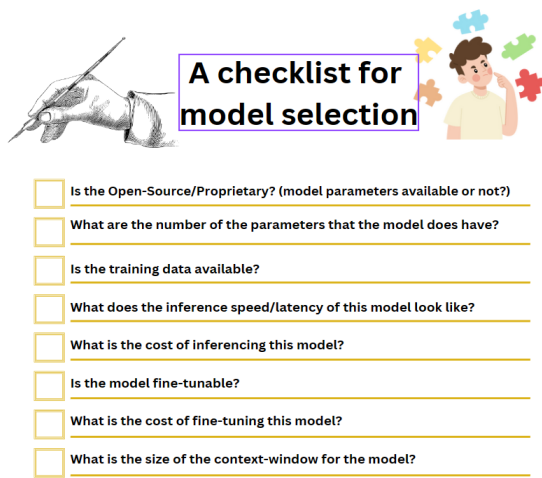 A checklist for
model selection
Is the Open-Source/Proprietary? (model parameters available or not?)
What are the number of the parameters that the model does have?
Is the training data available?
What does the inference speed/latency of this model look like?
What is the cost of inferencing this model?
Is the model fine-tunable?
What is the cost of fine-tuning this model?
What is the size of the context-window for the model?